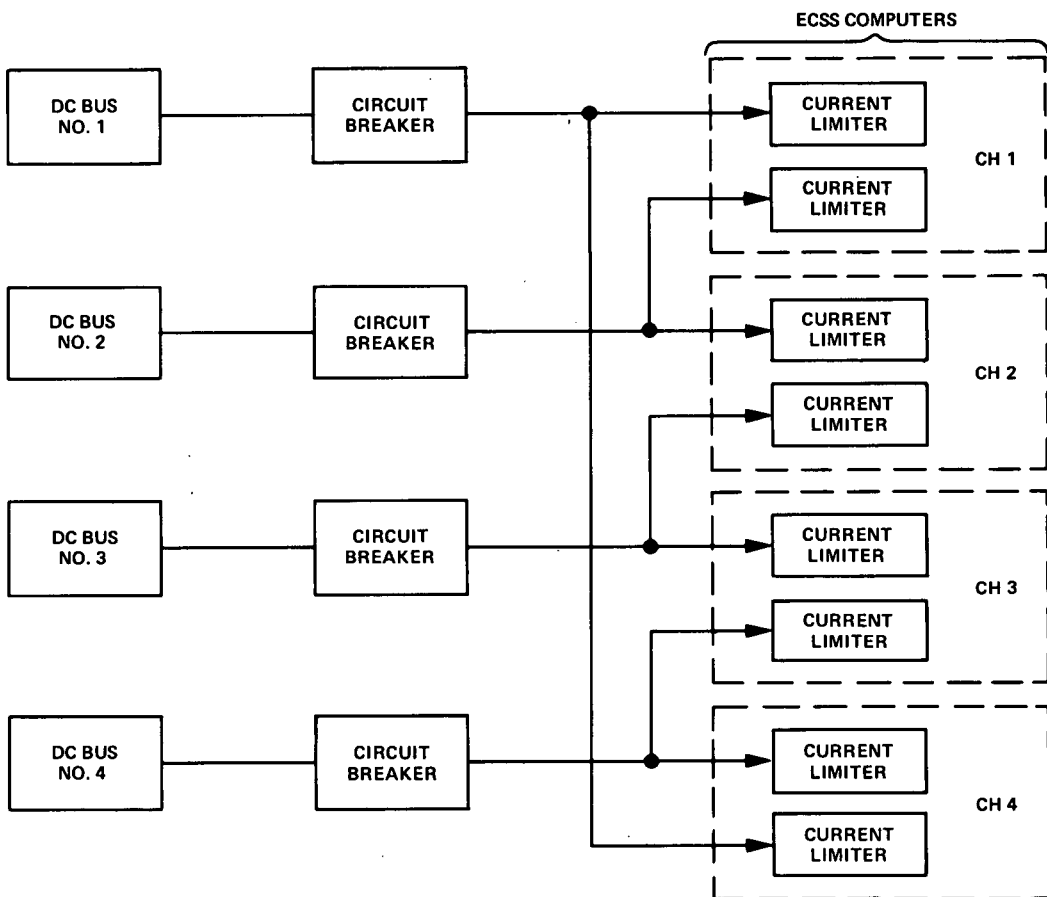 ECSS COMPUTERS
DC BUS
NO. 1
CIRCUIT
BREAKER
CURRENT
LIMITER
CH 1
CURRENT
LIMITER
DC BUS
NO. 2
CIRCUIT
BREAKER
CURRENT
LIMITER
CH 2
CURRENT
LIMITER
DC BUS
NO. 3
CIRCUIT
BREAKER
CURRENT
LIMITER
CH 3
CURRENT
LIMITER
DC BUS
NO. 4
CIRCUIT
BREAKER
CURRENT
LIMITER
CH 4
CURRENT
LIMITER